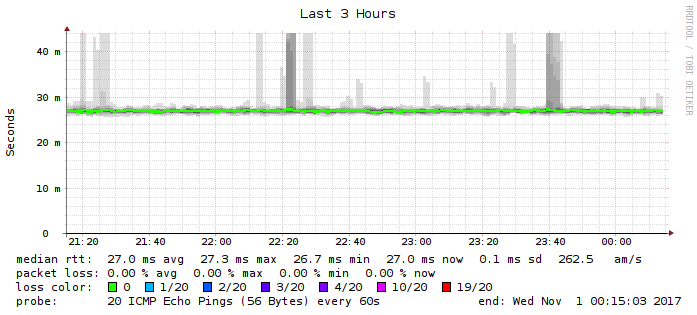 Last 3 Hours
RRDTOOL / TOBI OETIKER
Seconds
40 m
30 m
20 m
10 m
0
21:20 21:40 22:00 22:20 22:40 23:00 23:20 23:40 00:00
median rtt: 27.0 ms avg 27.3 ms max 26.7 ms min 27.0 ms now 0.1 ms sd 262.5 am/s
packet loss: 0.00 % avg 0.00 % max 0.00 % min 0.00 % now
loss color: 0 1/20 2/20 3/20 4/20 10/20 19/20
probe: 20 ICMP Echo Pings (56 Bytes) every 60s end: Wed Nov 1 00:15:03 2017